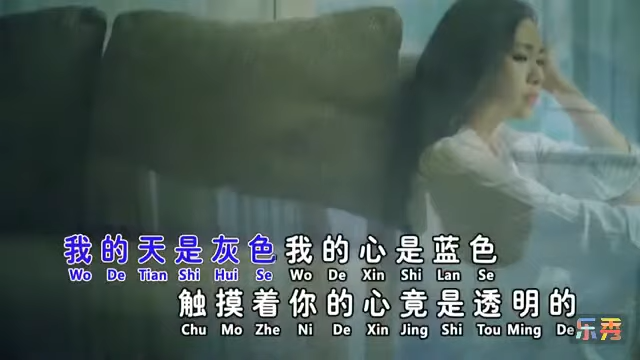 我的天是灰色我的心是蓝色
Wo De Tian Shi Hui Se Wo De Xin Shi Lan Se
触摸着你的心竟是透明的
Chu Mo Zhe Ni De Xin Jing Shi Tou Ming De
乐秀